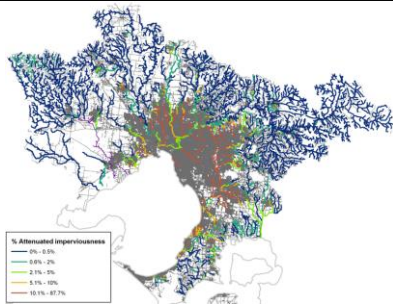 % Attenuated imperviousness
0% - 0.5%
0.6% - 2%
2.1% - 5%
5.1% - 10%
10.1% - 67.7%